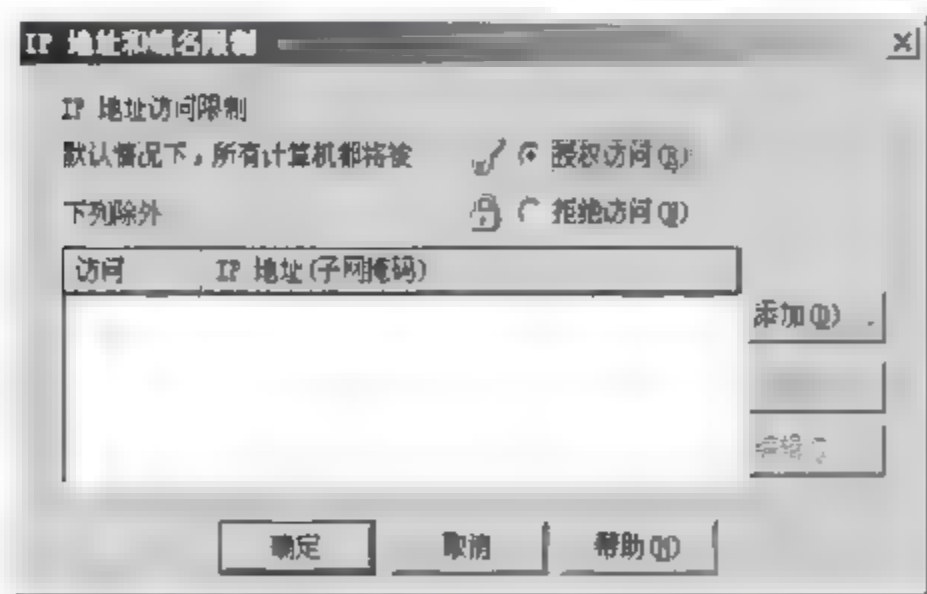 IP 地址和域名限制
IP 地址访问限制
默认情况下，所有计算机都将被
授权访问(R)
下列除外
拒绝访问(N)
访问 IP 地址(子网掩码)
添加(D)
编辑
确定 取消 帮助(H)